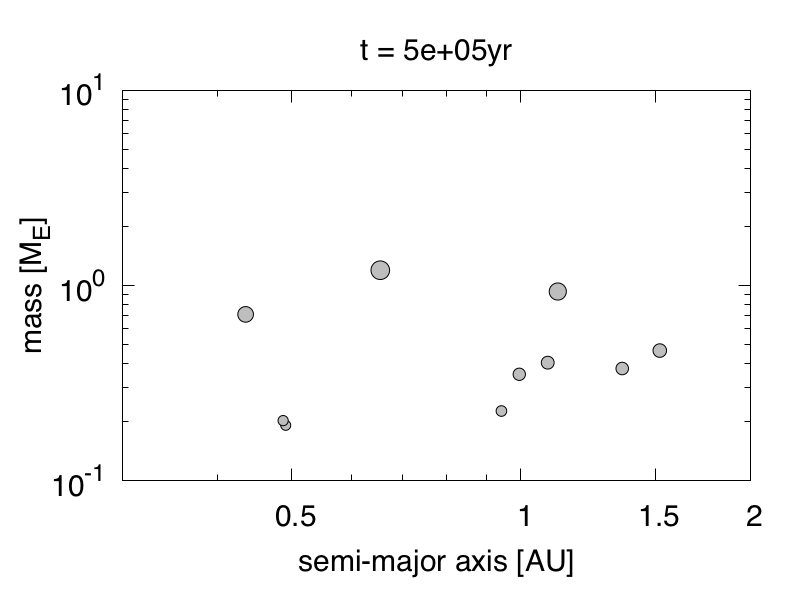 t = 5e+05yr
10^1
10^0
10^-1
mass [M_E]
0.5 1 1.5 2
semi-major axis [AU]